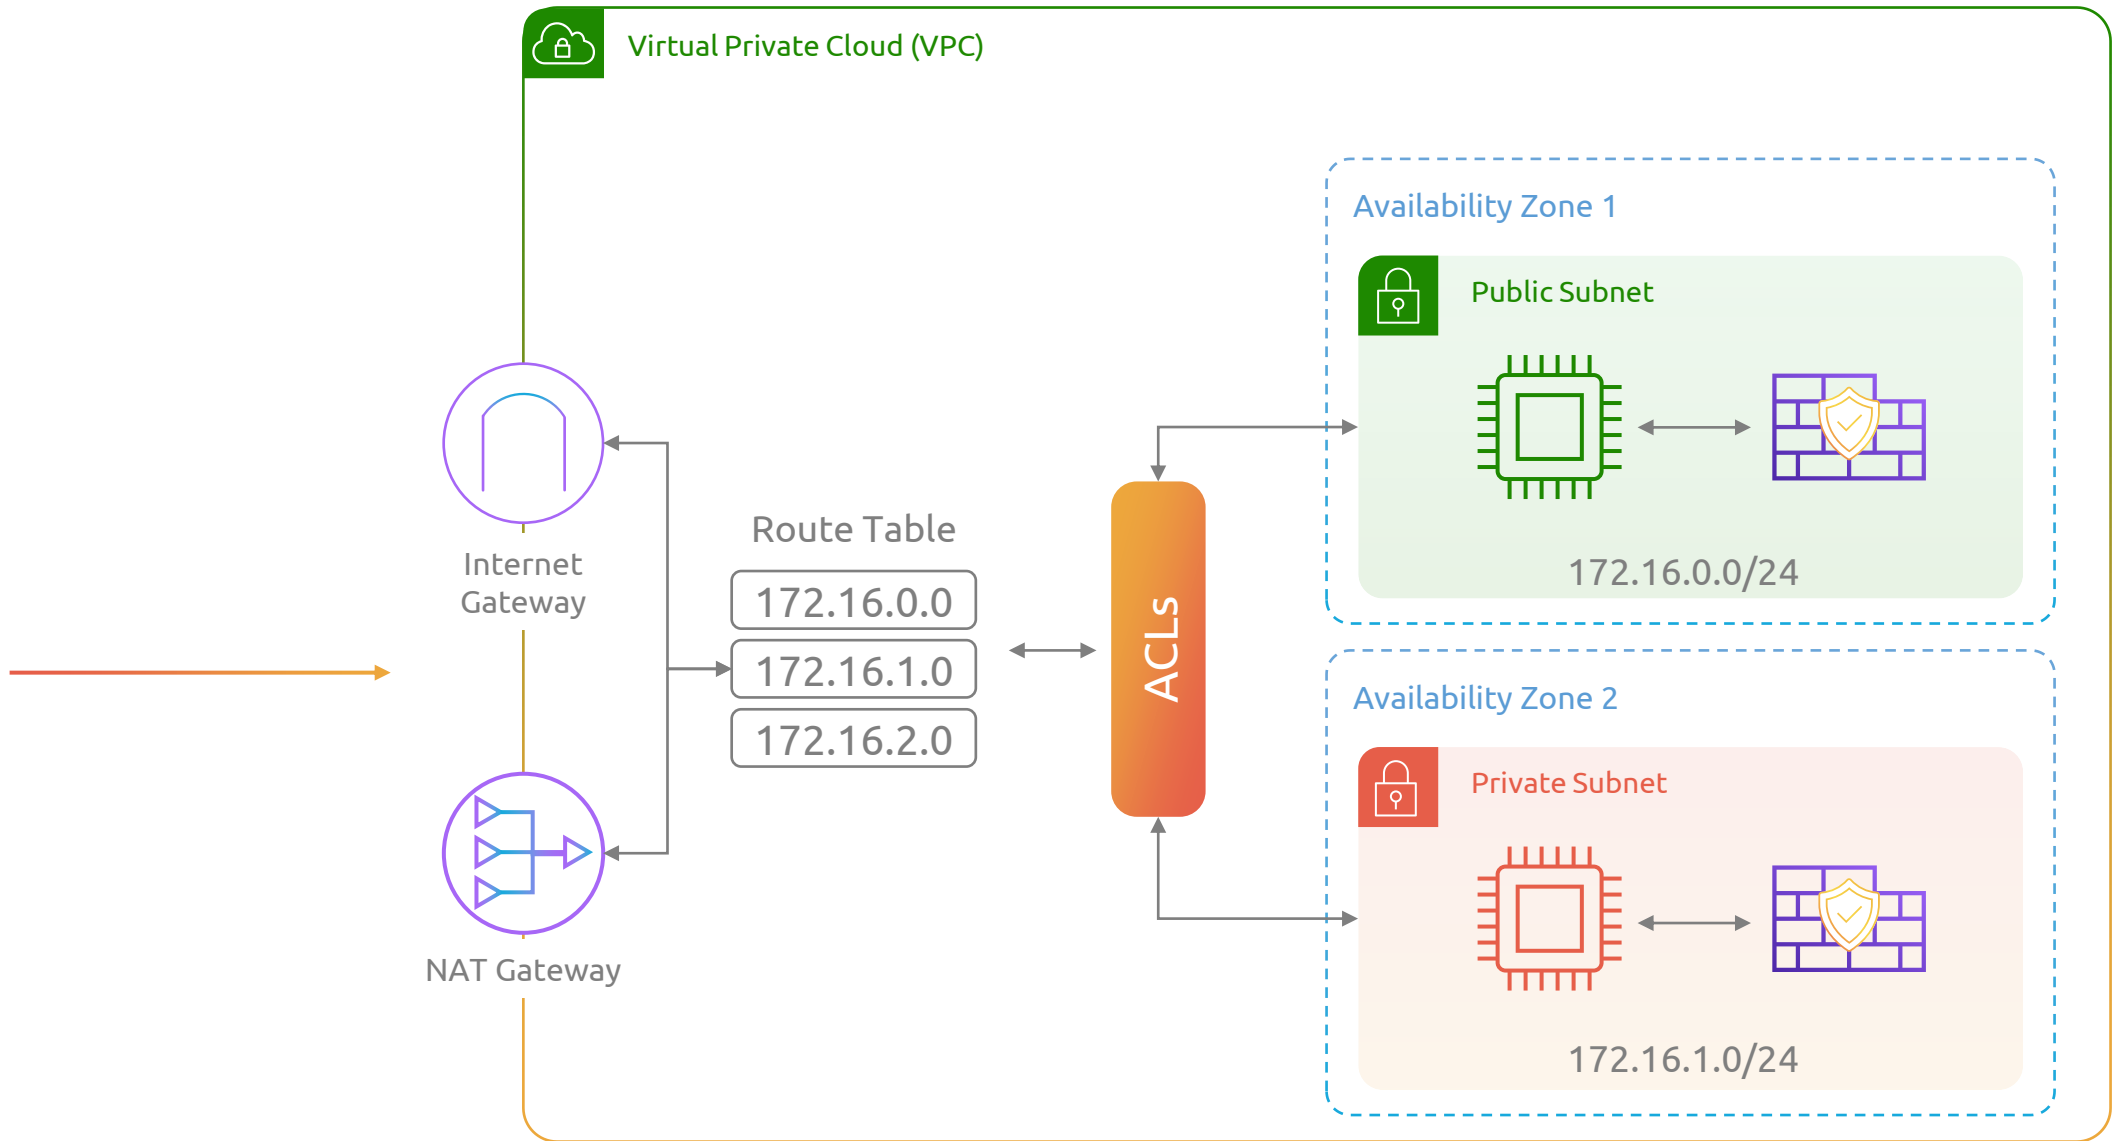 Virtual Private Cloud (VPC)
Availability Zone 1
Public Subnet
172.16.0.0/24
Internet
Gateway
Route Table
172.16.0.0
172.16.1.0
172.16.2.0
ACLs
Availability Zone 2
Private Subnet
172.16.1.0/24
NAT Gateway